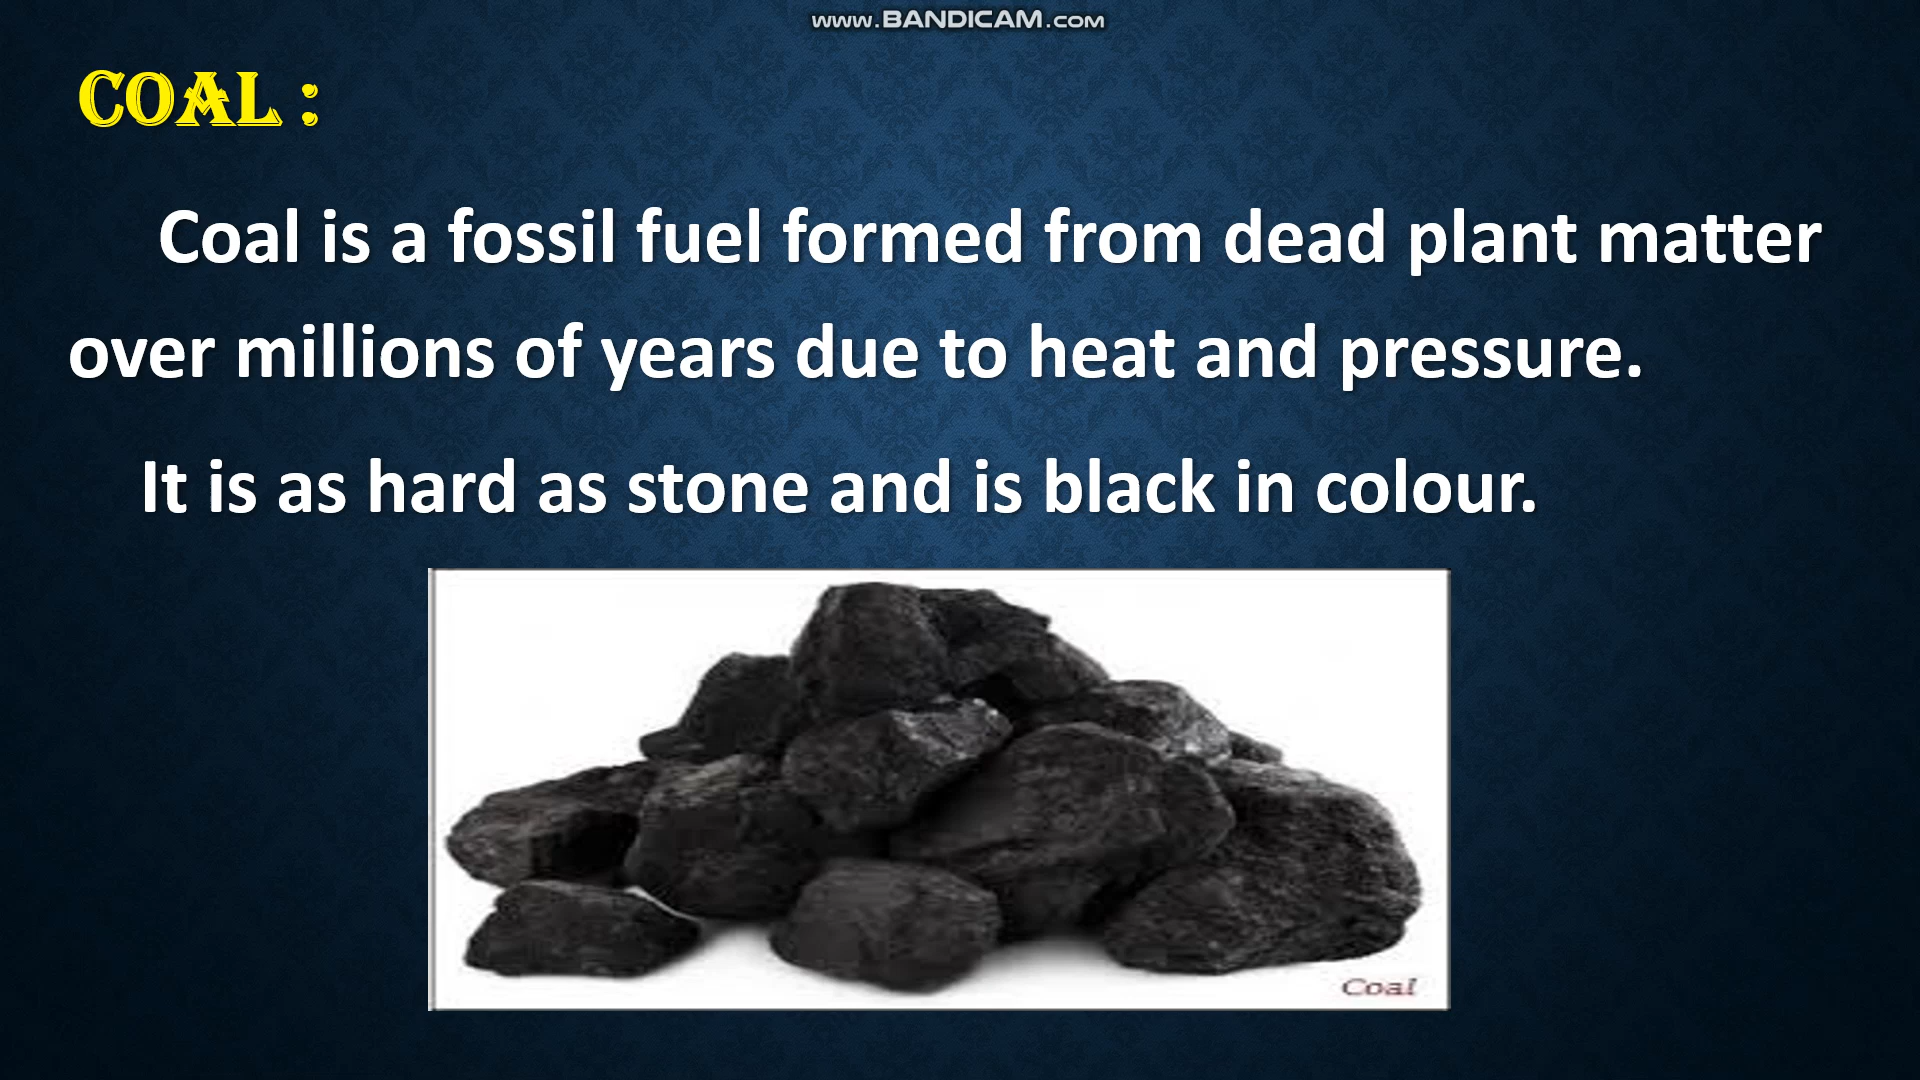 www.BANDICAM.com
COAL :
Coal is a fossil fuel formed from dead plant matter
over millions of years due to heat and pressure.
It is as hard as stone and is black in colour.
Coal